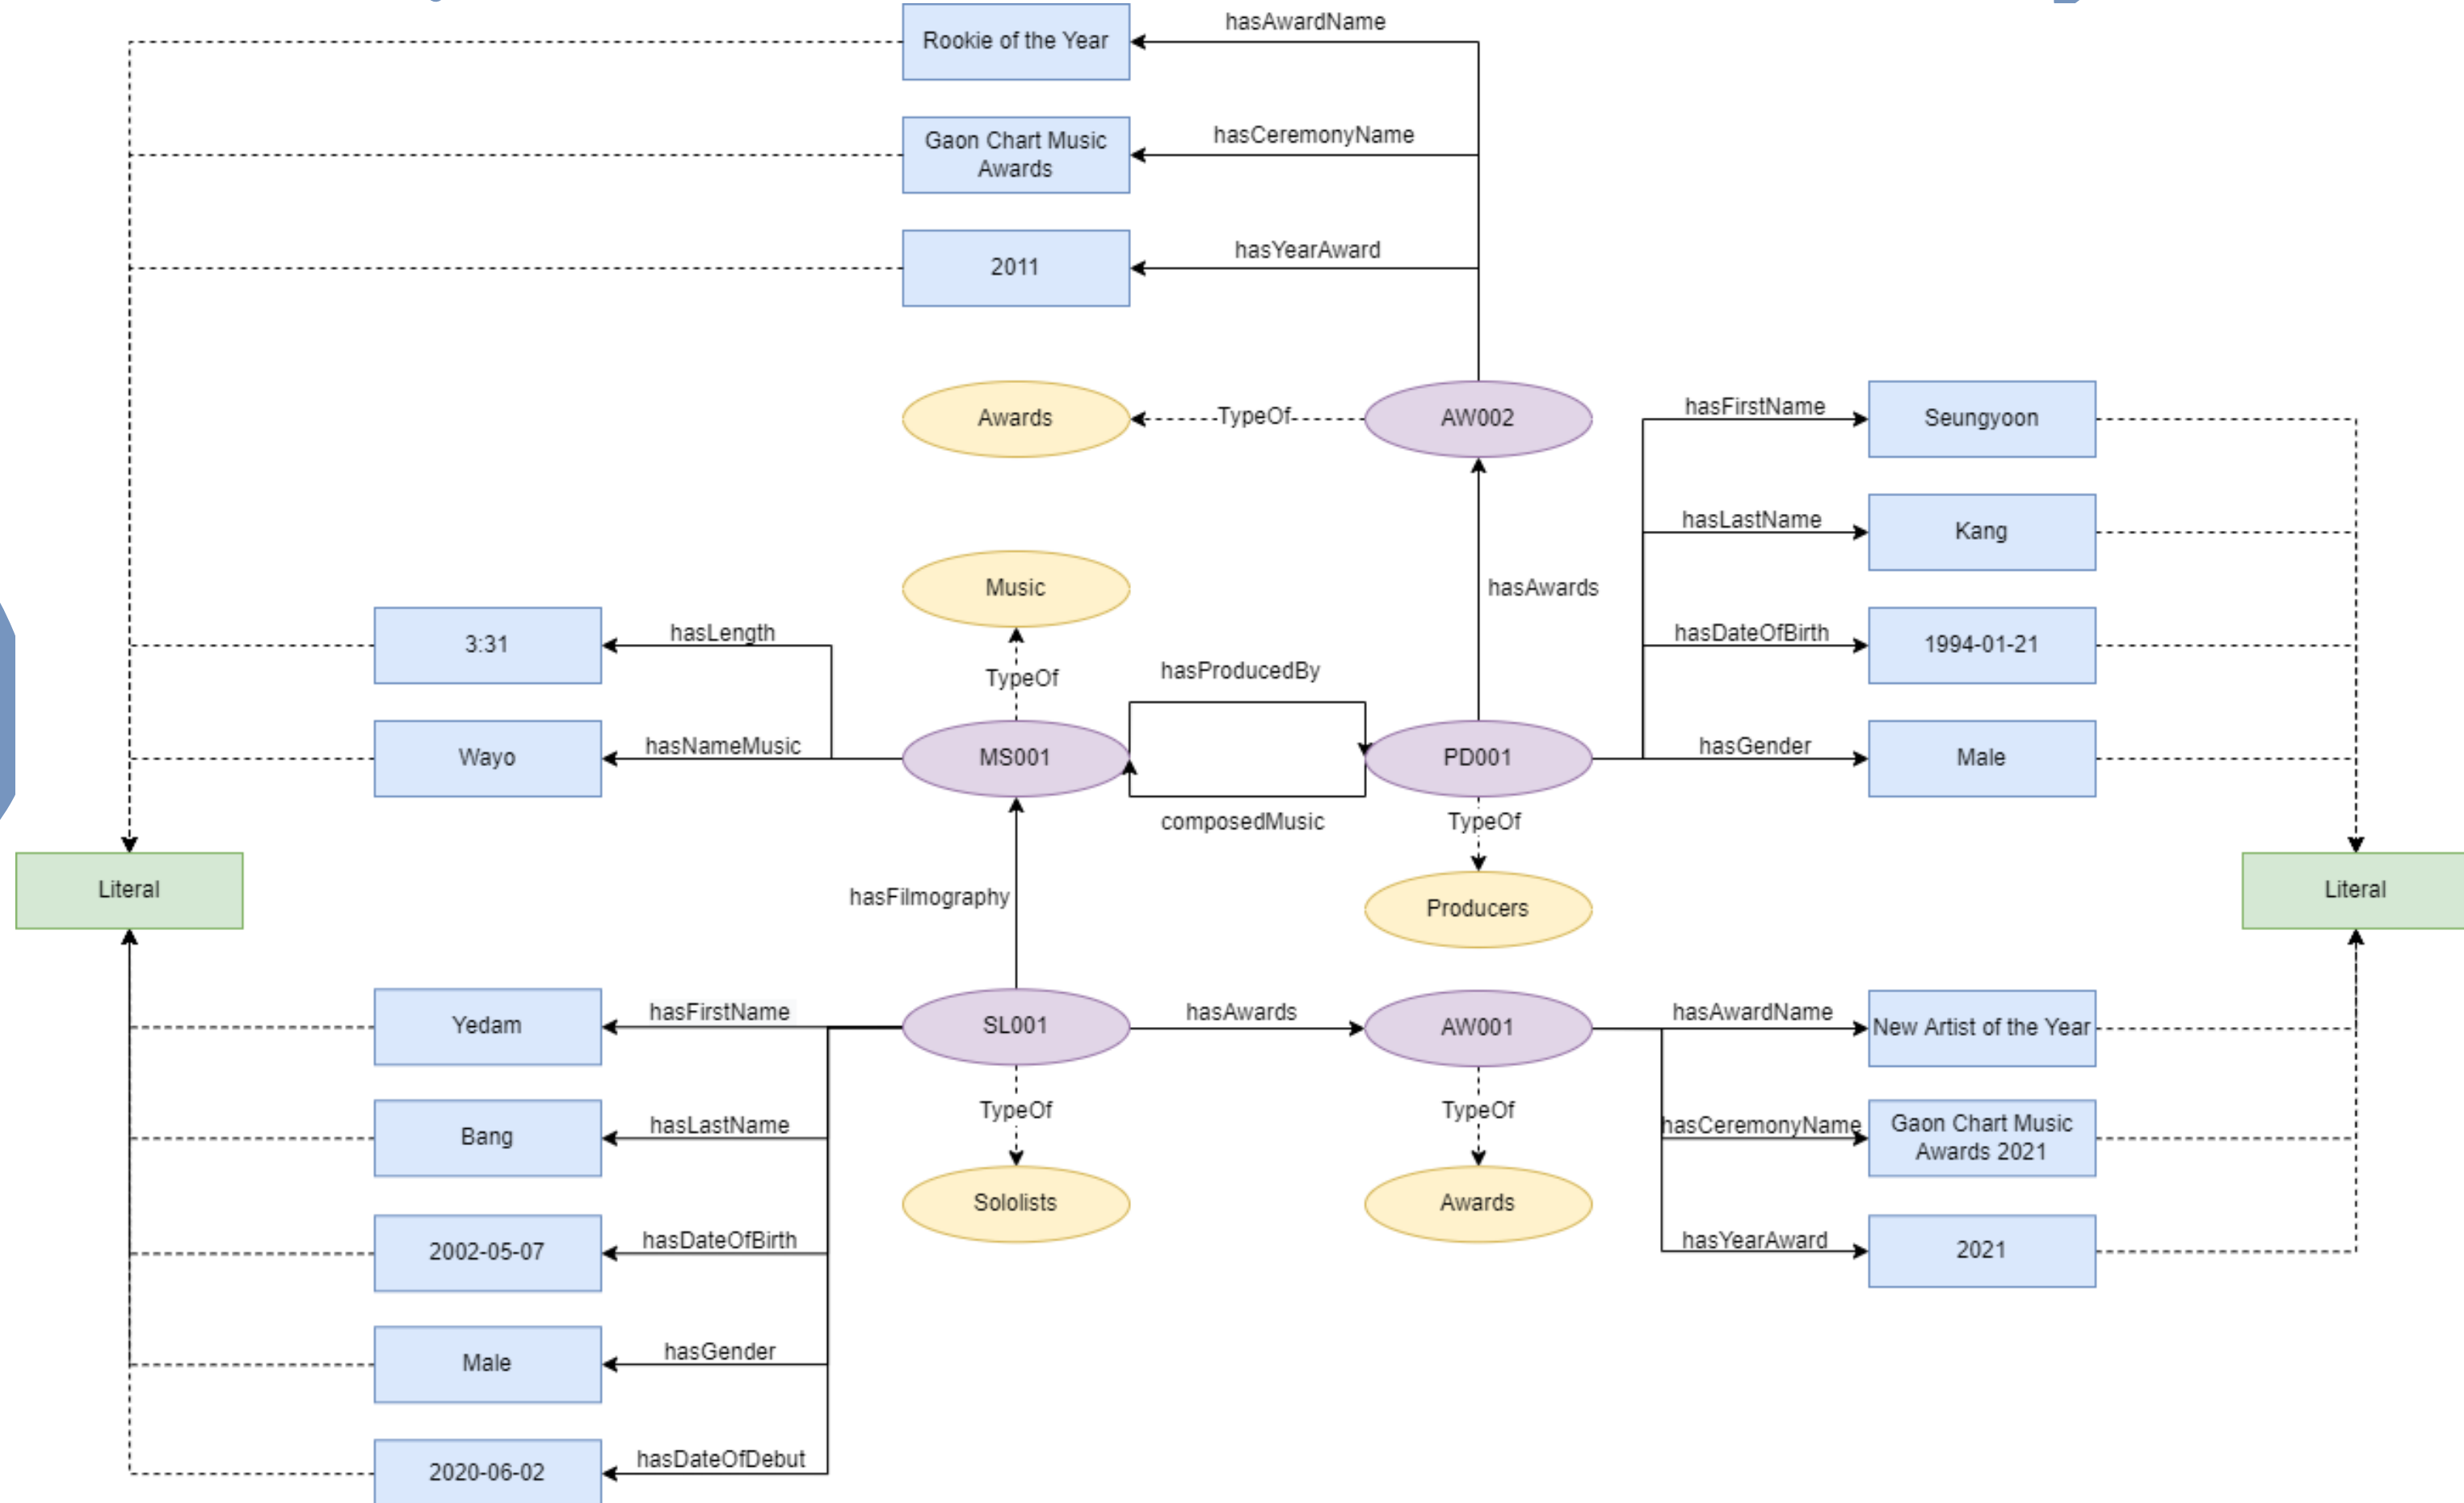 hasAwardName
Rookie of the Year
hasCeremonyName
Gaon Chart Music
Awards
hasYearAward
2011
Awards
TypeOf
AW002
hasFirstName
Seungyoon
hasLastName
Kang
Music
hasAwards
3:31
hasLength
hasDateOfBirth
1994-01-21
TypeOf
hasProducedBy
Wayo
hasNameMusic
MS001
PD001
hasGender
Male
composedMusic
TypeOf
Literal
hasFilmography
Producers
Literal
Yedam
hasFirstName
SL001
hasAwards
AW001
hasAwardName
New Artist of the Year
Bang
hasLastName
TypeOf
TypeOf
hasCeremonyName
Gaon Chart Music
Awards 2021
Sololists
Awards
2002-05-07
hasDateOfBirth
hasYearAward
2021
Male
hasGender
2020-06-02
hasDateOfDebut